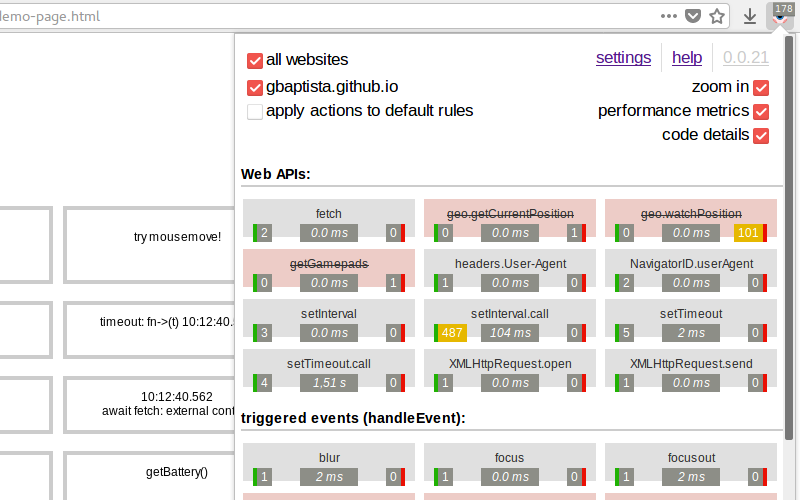 demo-page.html
178
all websites
settings help 0.0.21
gbaptista.github.io
zoom in
apply actions to default rules
performance metrics
code details
Web APIs:
fetch
2 0.0 ms 0
geo.getCurrentPosition
0 0.0 ms 1
geo.watchPosition
0 0.0 ms 101
getGamepads
0 0.0 ms 1
headers.User-Agent
1 0.0 ms 0
NavigatorID.userAgent
2 0.0 ms 0
setInterval
3 0.0 ms 0
setInterval.call
487 104 ms 0
setTimeout
5 2 ms 0
setTimeout.call
4 1,51 s 0
XMLHttpRequest.open
1 0.0 ms 0
XMLHttpRequest.send
1 0.0 ms 0
triggered events (handleEvent):
blur
1 2 ms 0
focus
1 0.0 ms 0
focusout
1 2 ms 0
try mousemove!
timeout: fn->(t) 10:12:40.
10:12:40.562
await fetch: external cont
getBattery()